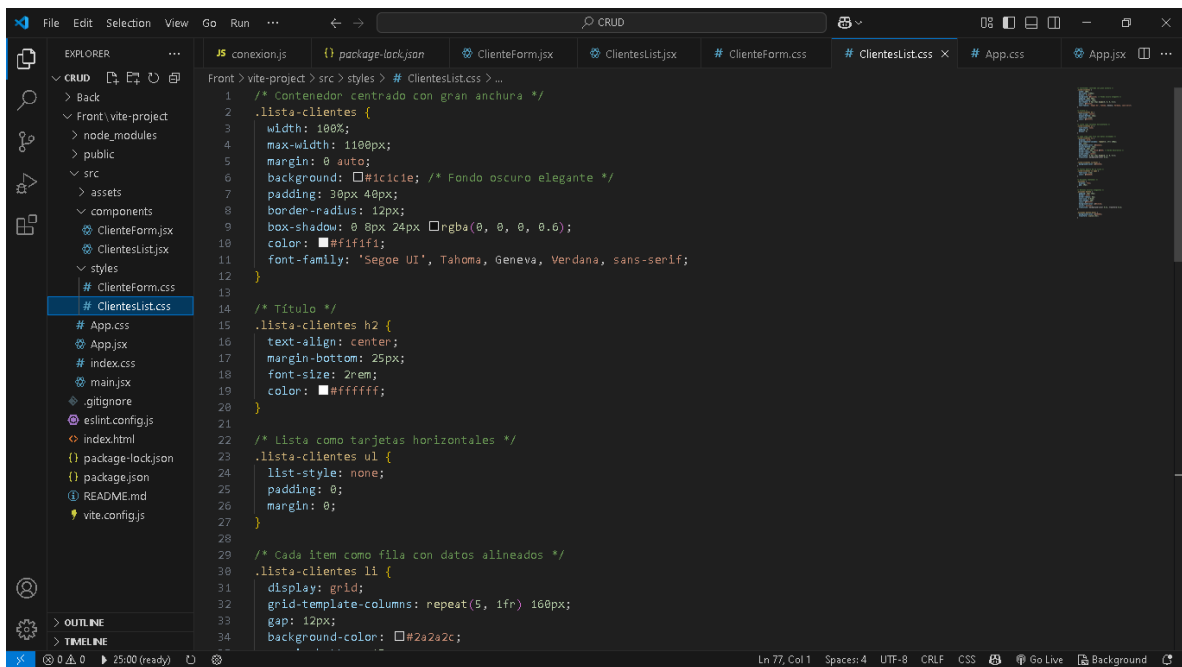 File Edit Selection View Go Run ··· ← → CRUD
EXPLORER ···
CRUD
> Back
Front\vite-project
> node_modules
> public
src
> assets
components
ClienteForm.jsx
ClientesList.jsx
styles
# ClienteForm.css
# ClientesList.css
# App.css
App.jsx
# index.css
main.jsx
.gitignore
eslint.config.js
<> index.html
{} package-lock.json
{} package.json
README.md
vite.config.js
> OUTLINE
> TIMELINE
JS conexion.js {} package-lock.json ClienteForm.jsx ClientesList.jsx # ClienteForm.css # ClientesList.css × # App.css App.jsx ···
Front > vite-project > src > styles > # ClientesList.css > ...
1 /* Contenedor centrado con gran anchura */
2 .lista-clientes {
3 width: 100%;
4 max-width: 1100px;
5 margin: 0 auto;
6 background: #1c1c1e; /* Fondo oscuro elegante */
7 padding: 30px 40px;
8 border-radius: 12px;
9 box-shadow: 0 8px 24px rgba(0, 0, 0, 0.6);
10 color: #f1f1f1;
11 font-family: 'Segoe UI', Tahoma, Geneva, Verdana, sans-serif;
12 }
13
14 /* Título */
15 .lista-clientes h2 {
16 text-align: center;
17 margin-bottom: 25px;
18 font-size: 2rem;
19 color: #ffffff;
20 }
21
22 /* Lista como tarjetas horizontales */
23 .lista-clientes ul {
24 list-style: none;
25 padding: 0;
26 margin: 0;
27 }
28
29 /* Cada item como fila con datos alineados */
30 .lista-clientes li {
31 display: grid;
32 grid-template-columns: repeat(5, 1fr) 160px;
33 gap: 12px;
34 background-color: #2a2a2c;
0 0 25:00 (ready) Ln 77, Col 1 Spaces: 4 UTF-8 CRLF CSS Go Live Background